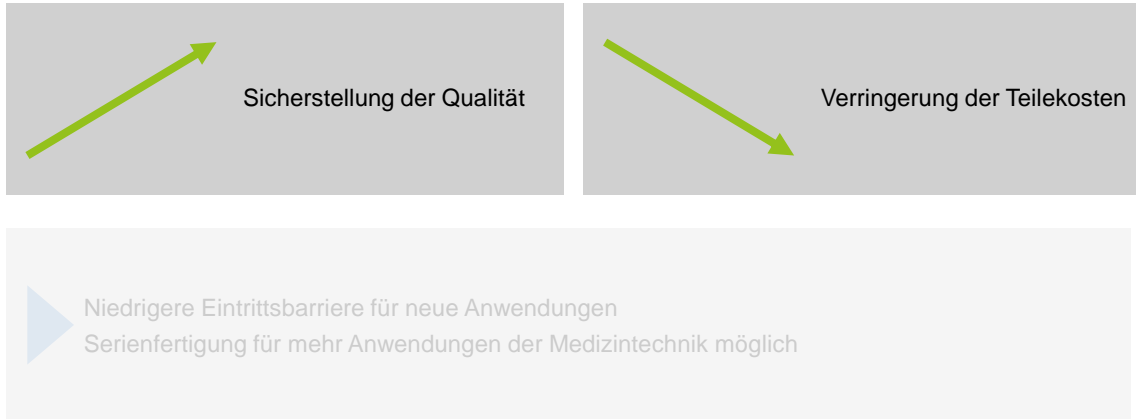 Sicherstellung der Qualität
Verringerung der Teilekosten
Niedrigere Eintrittsbarriere für neue Anwendungen
Serienfertigung für mehr Anwendungen der Medizintechnik möglich